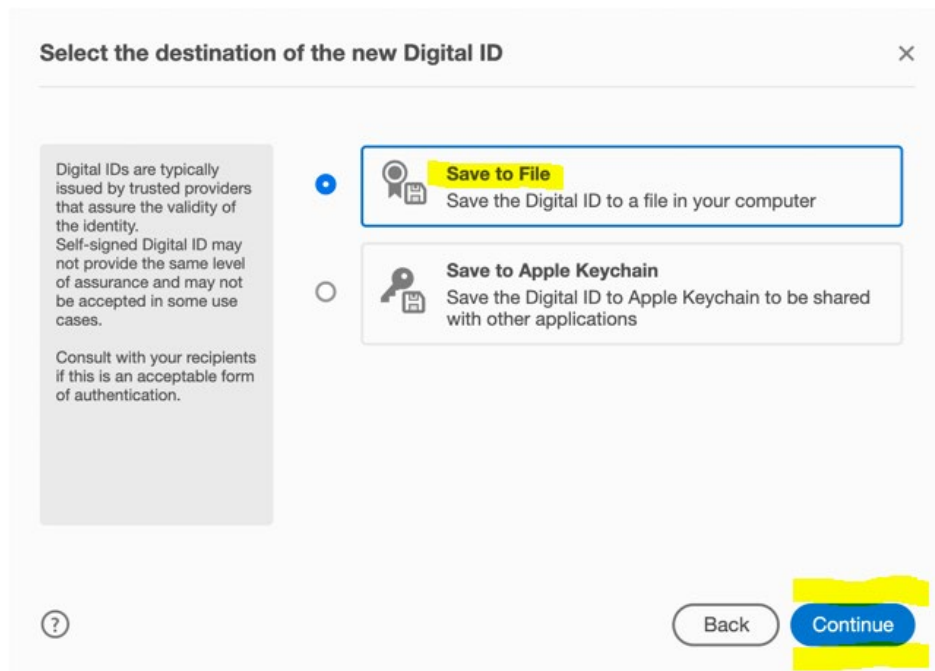 Select the destination of the new Digital ID
Digital IDs are typically
issued by trusted providers
that assure the validity of
the identity.
Self-signed Digital ID may
not provide the same level
of assurance and may not
be accepted in some use
cases.
Consult with your recipients
if this is an acceptable form
of authentication.
Save to File
Save the Digital ID to a file in your computer
Save to Apple Keychain
Save the Digital ID to Apple Keychain to be shared
with other applications
?
Back
Continue